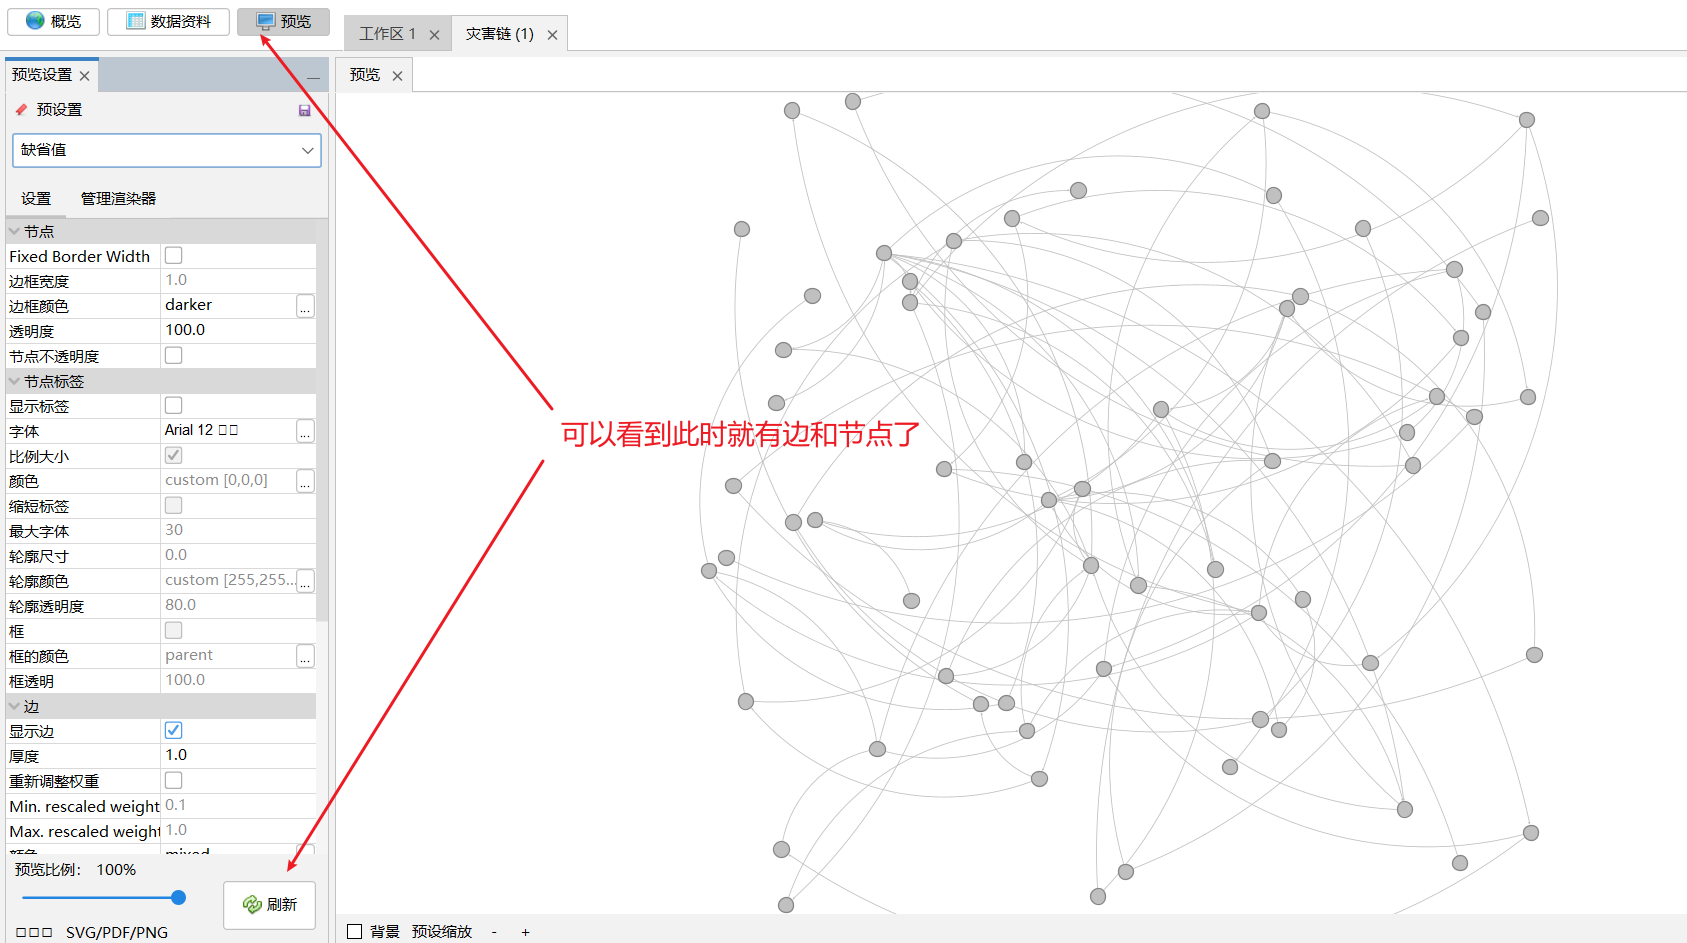 概览 数据资料 预览
工作区 1 灾害链 (1)
预览设置
预览
预设置
缺省值
设置 管理渲染器
节点
Fixed Border Width
边框宽度 1.0
边框颜色 darker ...
透明度 100.0
节点不透明度
节点标签
显示标签
字体 Arial 12 □□ ...
比例大小
颜色 custom [0,0,0] ...
缩短标签
最大字体 30
轮廓尺寸 0.0
轮廓颜色 custom [255,255... ...
轮廓透明度 80.0
框
框的颜色 parent ...
框透明 100.0
边
显示边
厚度 1.0
重新调整权重
Min. rescaled weight 0.1
Max. rescaled weight 1.0
颜色 mixed
预览比例: 100%
刷新
□□□ SVG/PDF/PNG
可以看到此时就有边和节点了
背景 预设缩放 - +